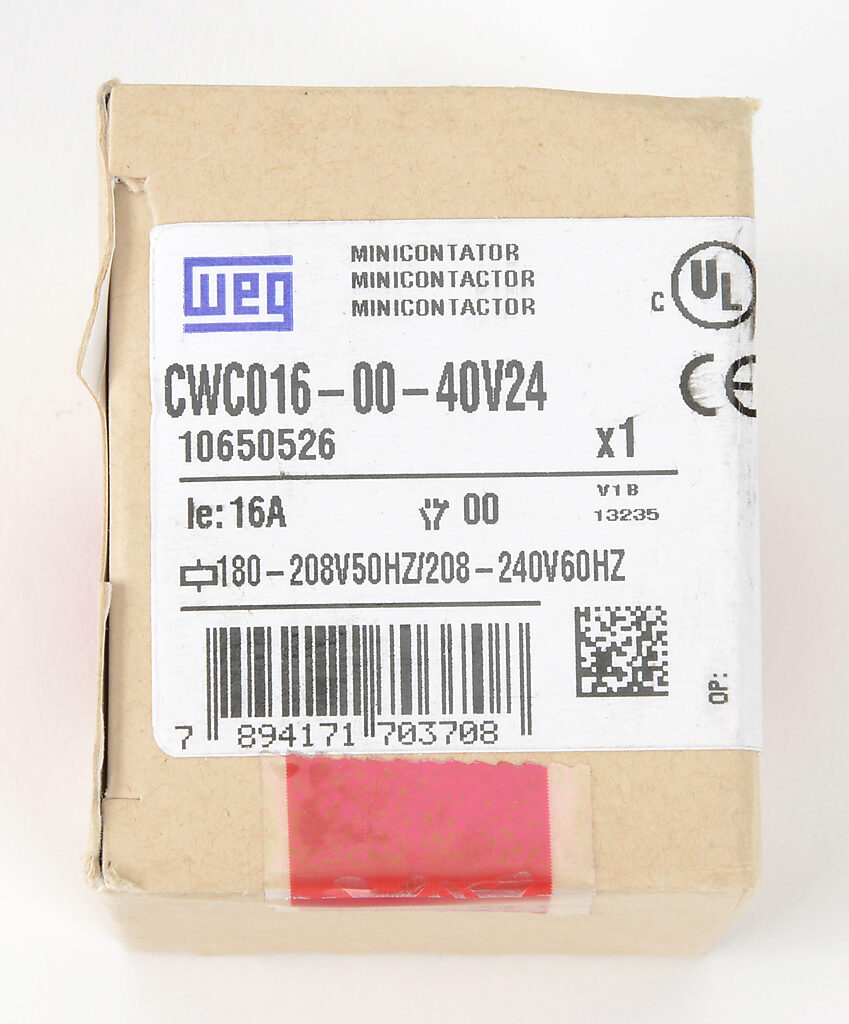 weg
MINICONTATOR
MINICONTACTOR
MINICONTACTOR
C UL
CE
CWC016-00-40V24
10650526
x1
Ie: 16A
00
V1B
13235
180-208V50HZ/208-240V60HZ
OP:
7 894171 703708